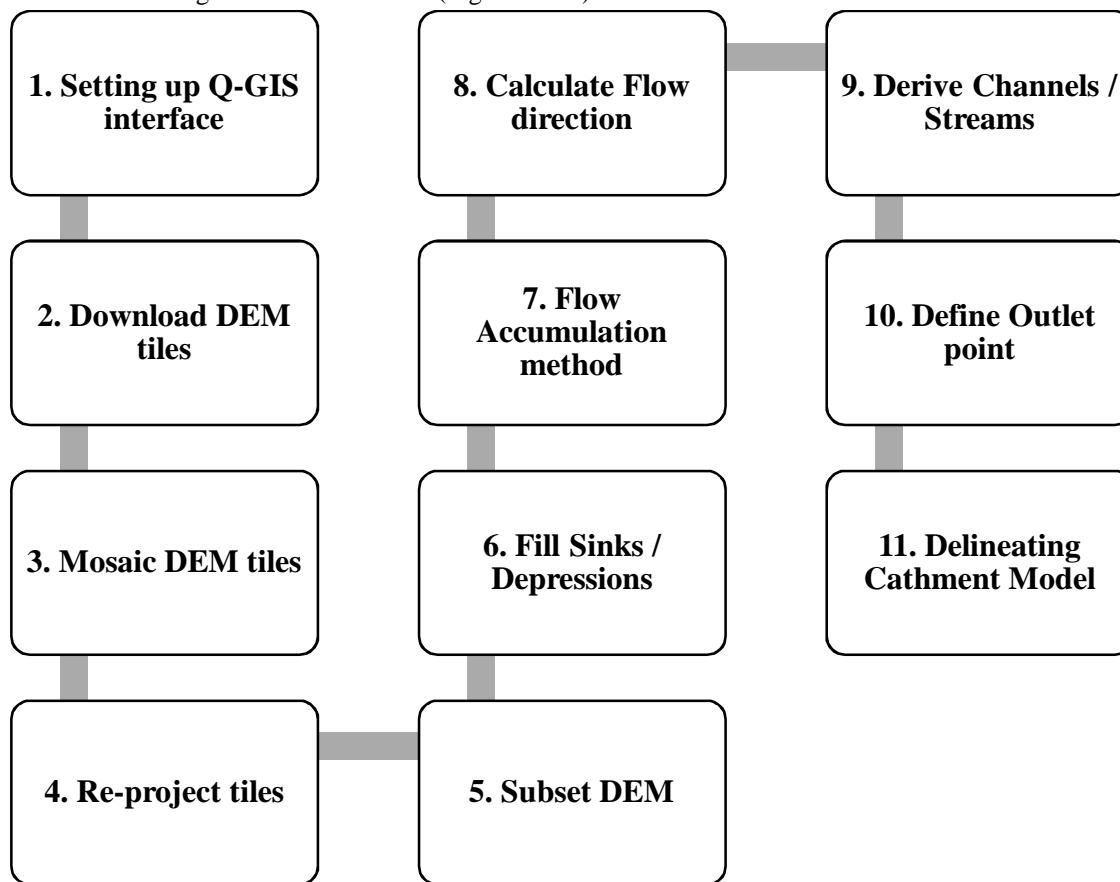 1. Setting up Q-GIS
interface
2. Download DEM
tiles
3. Mosaic DEM tiles
4. Re-project tiles
5. Subset DEM
6. Fill Sinks /
Depressions
7. Flow
Accumulation
method
8. Calculate Flow
direction
9. Derive Channels /
Streams
10. Define Outlet
point
11. Delineating
Cathment Model